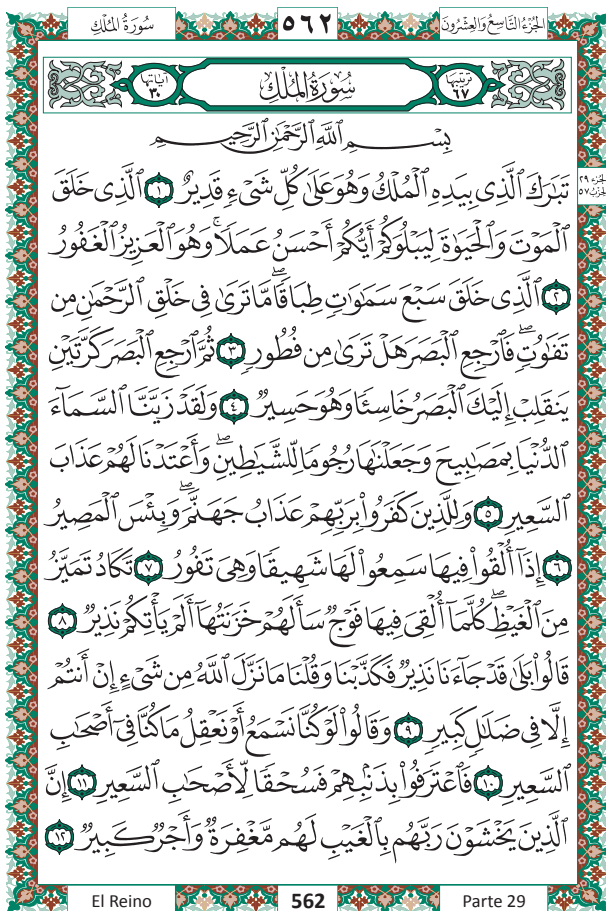 الجُزْءُ التَّاسِعُ وَالعِشْرُونَ ٥٦٢ سُورَةُ المُلْكِ
ترتيبها ٦٧ سُورَةُ المُلْكِ آياتها ٣٠
بِسْمِ ٱللَّهِ ٱلرَّحْمَٰنِ ٱلرَّحِيمِ
تَبَٰرَكَ ٱلَّذِى بِيَدِهِ ٱلْمُلْكُ وَهُوَ عَلَىٰ كُلِّ شَىْءٍ قَدِيرٌ ١ ٱلَّذِى خَلَقَ
الجزء ٢٩
الحزب ٥٧
ٱلْمَوْتَ وَٱلْحَيَوٰةَ لِيَبْلُوَكُمْ أَيُّكُمْ أَحْسَنُ عَمَلًا ۚ وَهُوَ ٱلْعَزِيزُ ٱلْغَفُورُ
٢ ٱلَّذِى خَلَقَ سَبْعَ سَمَٰوَٰتٍ طِبَاقًا ۖ مَّا تَرَىٰ فِى خَلْقِ ٱلرَّحْمَٰنِ مِن
تَفَٰوُتٍ ۖ فَٱرْجِعِ ٱلْبَصَرَ هَلْ تَرَىٰ مِن فُطُورٍ ٣ ثُمَّ ٱرْجِعِ ٱلْبَصَرَ كَرَّتَيْنِ
يَنقَلِبْ إِلَيْكَ ٱلْبَصَرُ خَاسِئًا وَهُوَ حَسِيرٌ ٤ وَلَقَدْ زَيَّنَّا ٱلسَّمَآءَ
ٱلدُّنْيَا بِمَصَٰبِيحَ وَجَعَلْنَٰهَا رُجُومًا لِّلشَّيَٰطِينِ ۖ وَأَعْتَدْنَا لَهُمْ عَذَابَ
ٱلسَّعِيرِ ٥ وَلِلَّذِينَ كَفَرُوا۟ بِرَبِّهِمْ عَذَابُ جَهَنَّمَ ۖ وَبِئْسَ ٱلْمَصِيرُ
٦ إِذَآ أُلْقُوا۟ فِيهَا سَمِعُوا۟ لَهَا شَهِيقًا وَهِىَ تَفُورُ ٧ تَكَادُ تَمَيَّزُ
مِنَ ٱلْغَيْظِ ۖ كُلَّمَآ أُلْقِىَ فِيهَا فَوْجٌ سَأَلَهُمْ خَزَنَتُهَآ أَلَمْ يَأْتِكُمْ نَذِيرٌ ٨
قَالُوا۟ بَلَىٰ قَدْ جَآءَنَا نَذِيرٌ فَكَذَّبْنَا وَقُلْنَا مَا نَزَّلَ ٱللَّهُ مِن شَىْءٍ إِنْ أَنتُمْ
إِلَّا فِى ضَلَٰلٍ كَبِيرٍ ٩ وَقَالُوا۟ لَوْ كُنَّا نَسْمَعُ أَوْ نَعْقِلُ مَا كُنَّا فِىٓ أَصْحَٰبِ
ٱلسَّعِيرِ ١٠ فَٱعْتَرَفُوا۟ بِذَنۢبِهِمْ فَسُحْقًا لِّأَصْحَٰبِ ٱلسَّعِيرِ ١١ إِنَّ
ٱلَّذِينَ يَخْشَوْنَ رَبَّهُم بِٱلْغَيْبِ لَهُم مَّغْفِرَةٌ وَأَجْرٌ كَبِيرٌ ١٢
El Reino 562 Parte 29